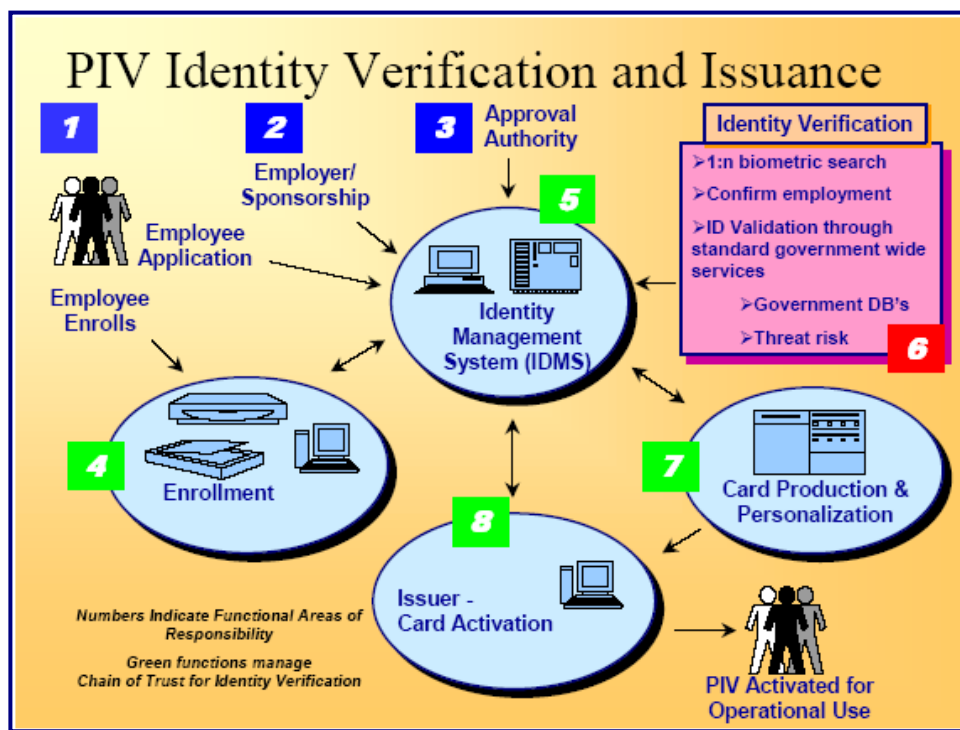 PIV Identity Verification and Issuance
1
2
3
Approval
Authority
Identity Verification
➢1:n biometric search
➢Confirm employment
➢ID Validation through
standard government wide
services
➢Government DB's
➢Threat risk
6
Employer/
Sponsorship
5
Employee
Application
Employee
Enrolls
Identity
Management
System (IDMS)
4
Enrollment
7
Card Production &
Personalization
8
Issuer -
Card Activation
Numbers Indicate Functional Areas of
Responsibility
Green functions manage
Chain of Trust for Identity Verification
PIV Activated for
Operational Use